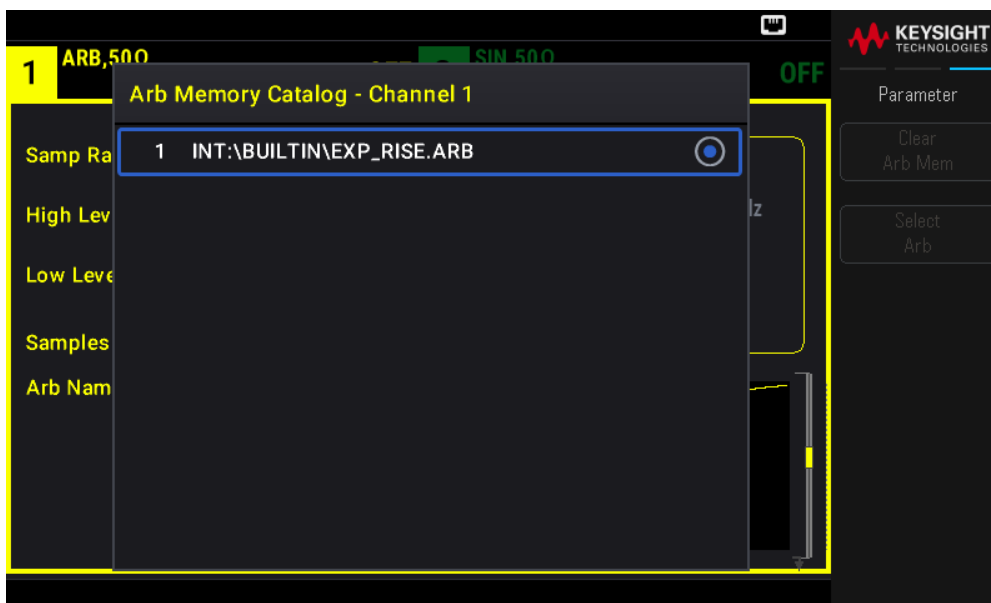 KEYSIGHT
TECHNOLOGIES
1 ARB,50Ω
SIN,50Ω
OFF
Parameter
Arb Memory Catalog - Channel 1
Clear
Arb Mem
Samp Ra
1 INT:\BUILTIN\EXP_RISE.ARB
High Lev
Hz
Select
Arb
Low Leve
Samples
Arb Nam